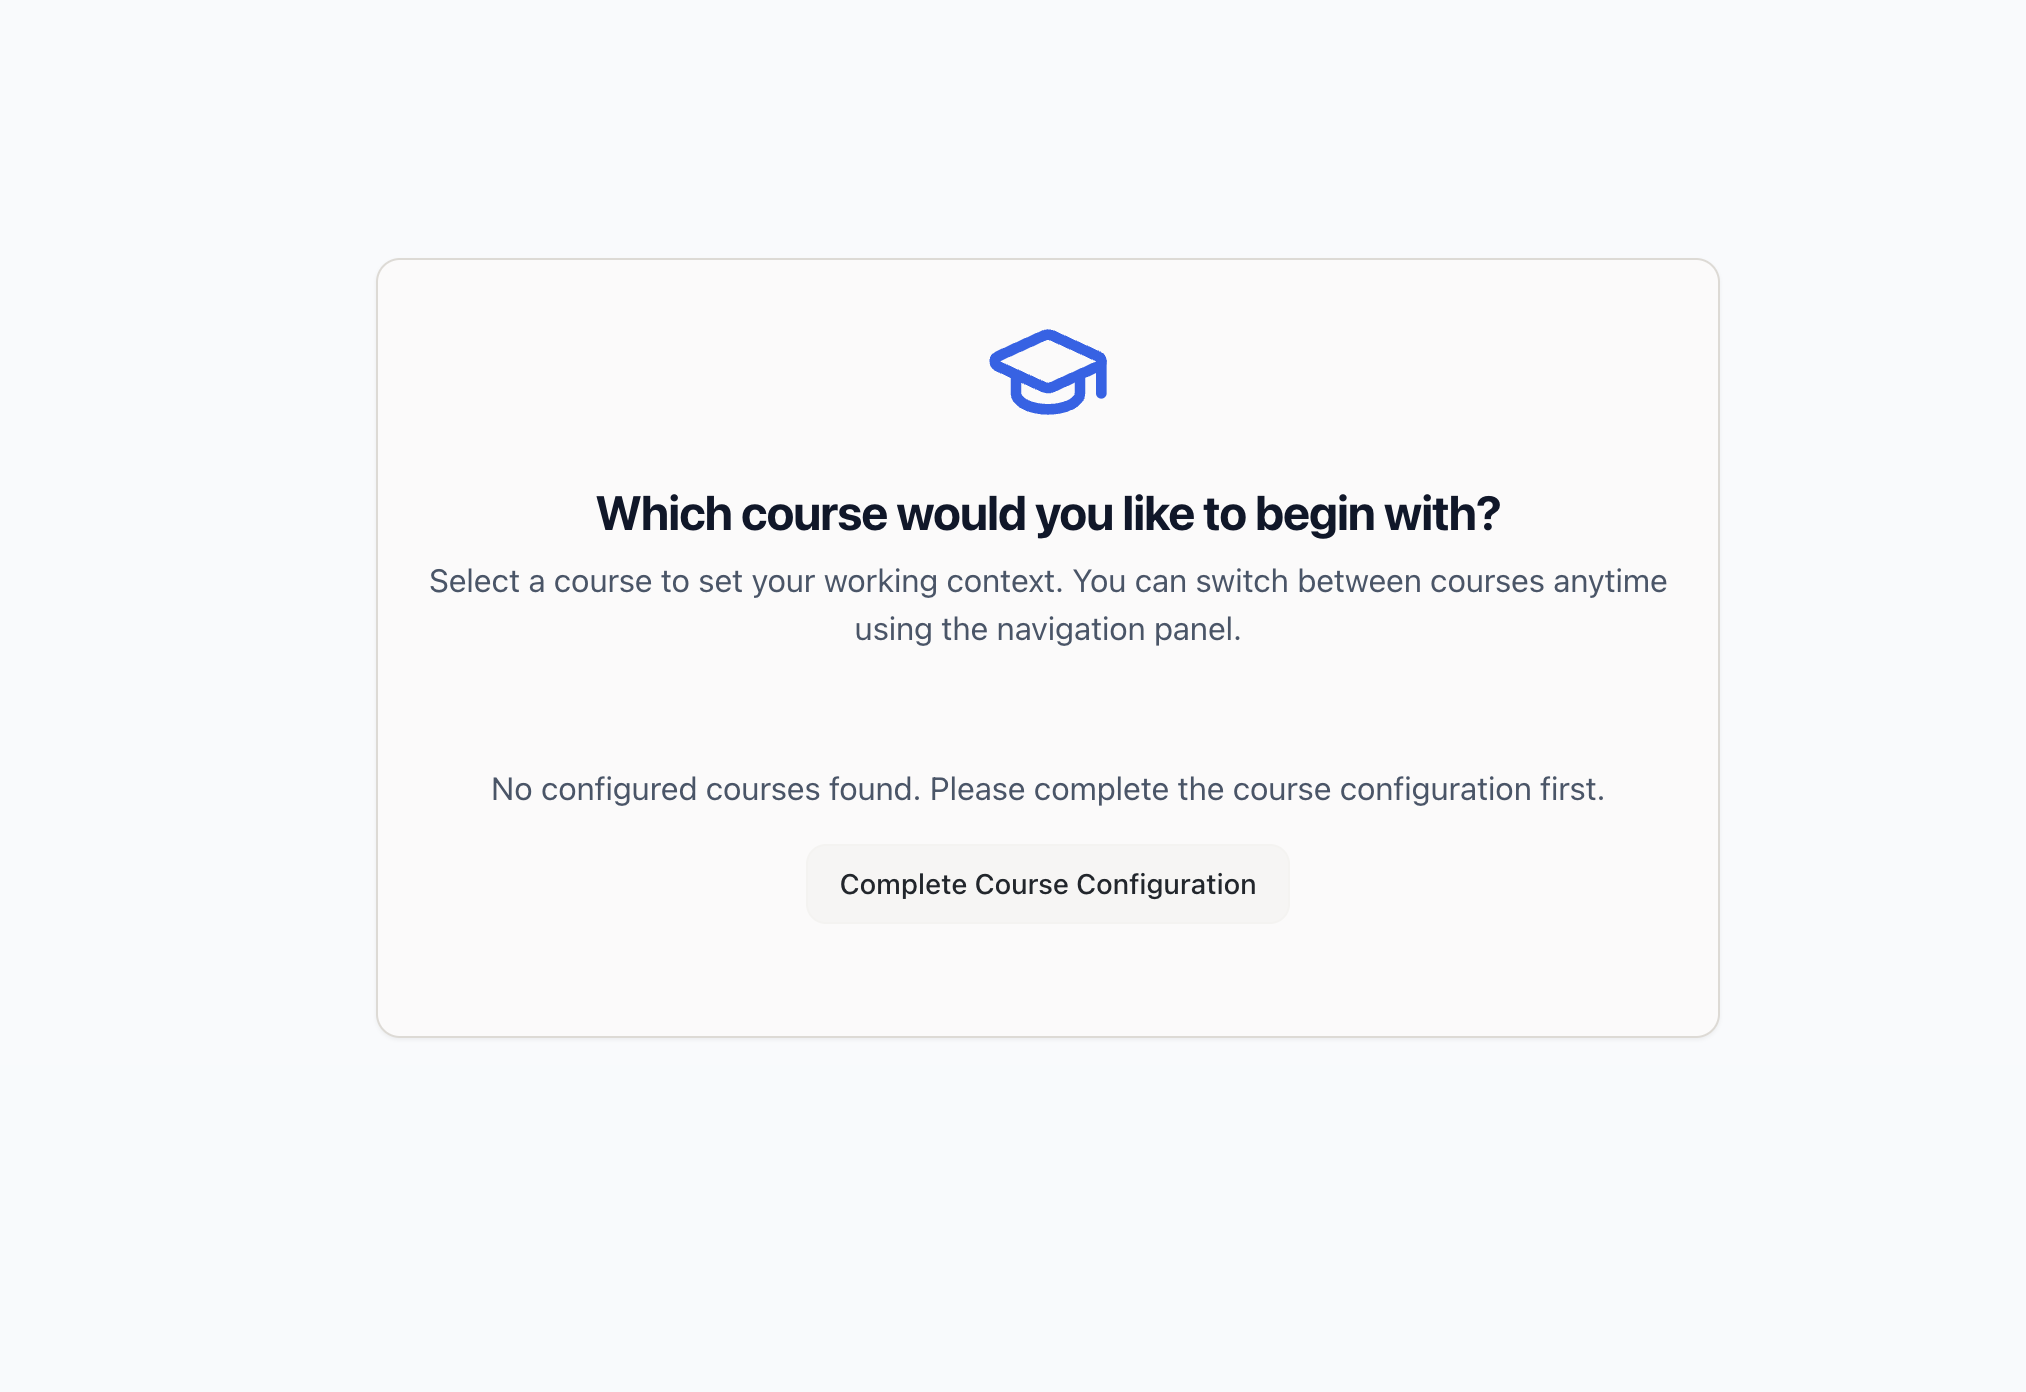 Which course would you like to begin with?
Select a course to set your working context. You can switch between courses anytime
using the navigation panel.
No configured courses found. Please complete the course configuration first.
Complete Course Configuration